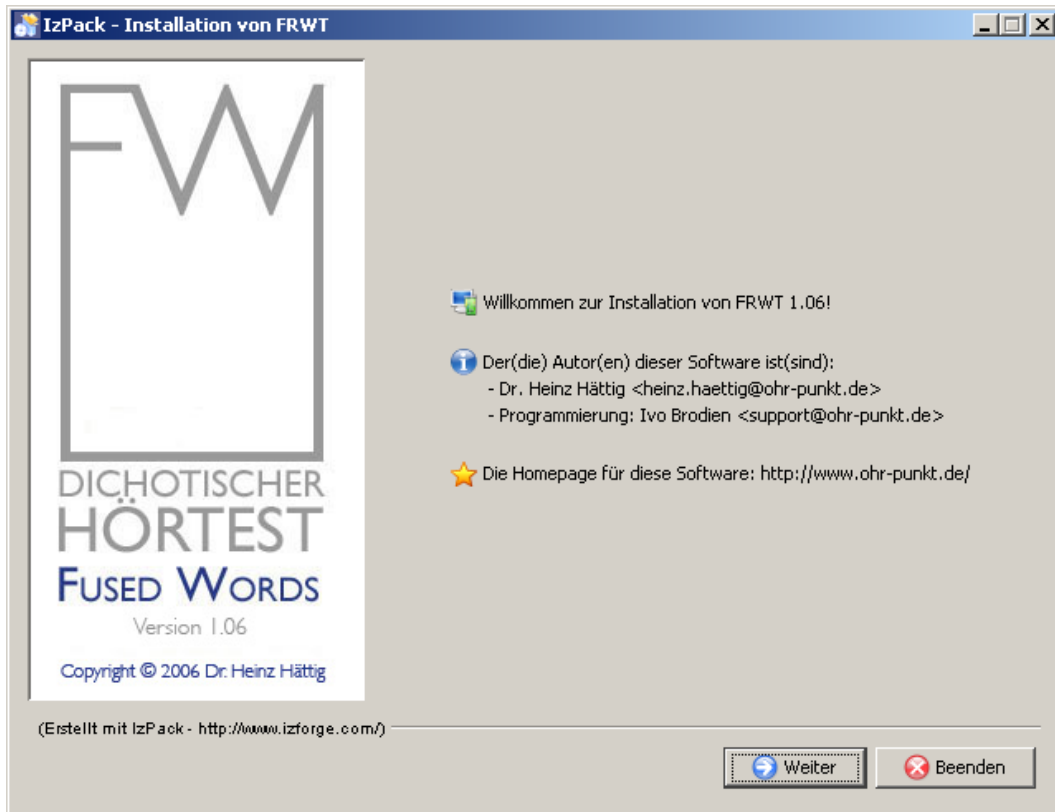 IzPack - Installation von FRWT
FW
DICHOTISCHER
HÖRTEST
FUSED WORDS
Version 1.06
Copyright © 2006 Dr. Heinz Hättig
Willkommen zur Installation von FRWT 1.06!
Der(die) Autor(en) dieser Software ist(sind):
- Dr. Heinz Hättig <heinz.haettig@ohr-punkt.de>
- Programmierung: Ivo Brodien <support@ohr-punkt.de>
Die Homepage für diese Software: http://www.ohr-punkt.de/
(Erstellt mit IzPack - http://www.izforge.com/)
Weiter
Beenden